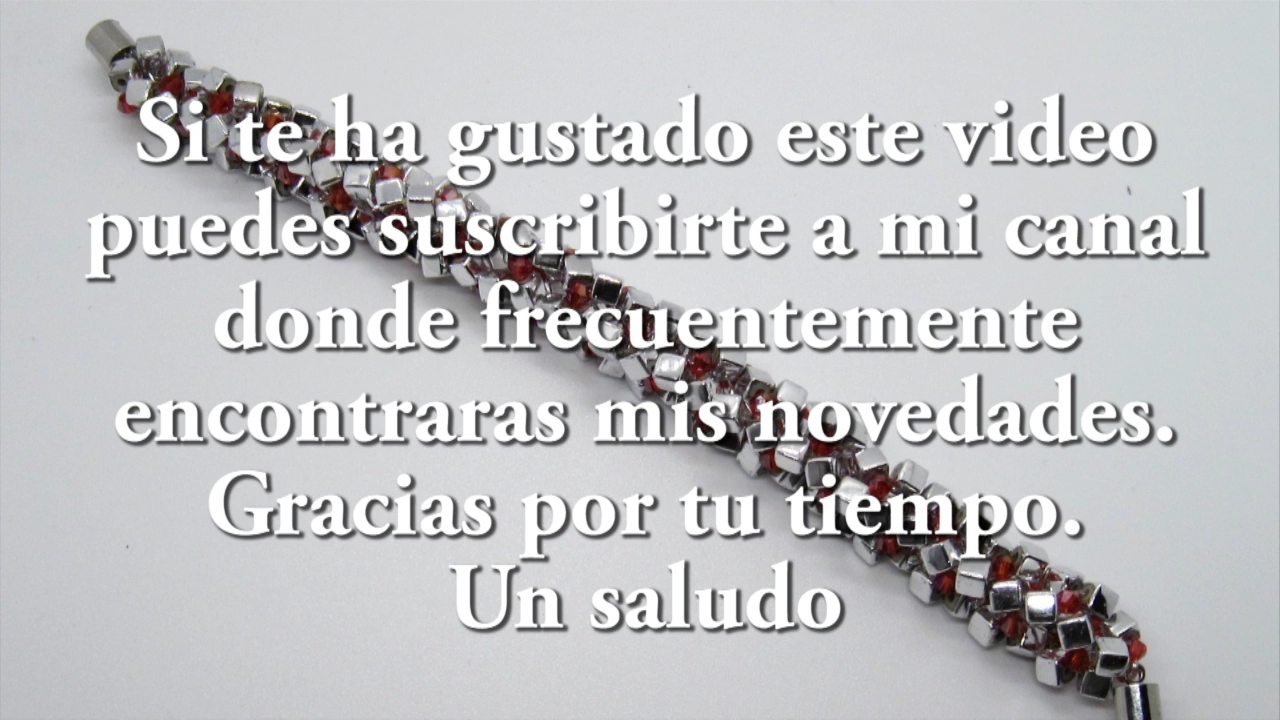 Si te ha gustado este video
puedes suscribirte a mi canal
donde frecuentemente
encontraras mis novedades.
Gracias por tu tiempo.
Un saludo